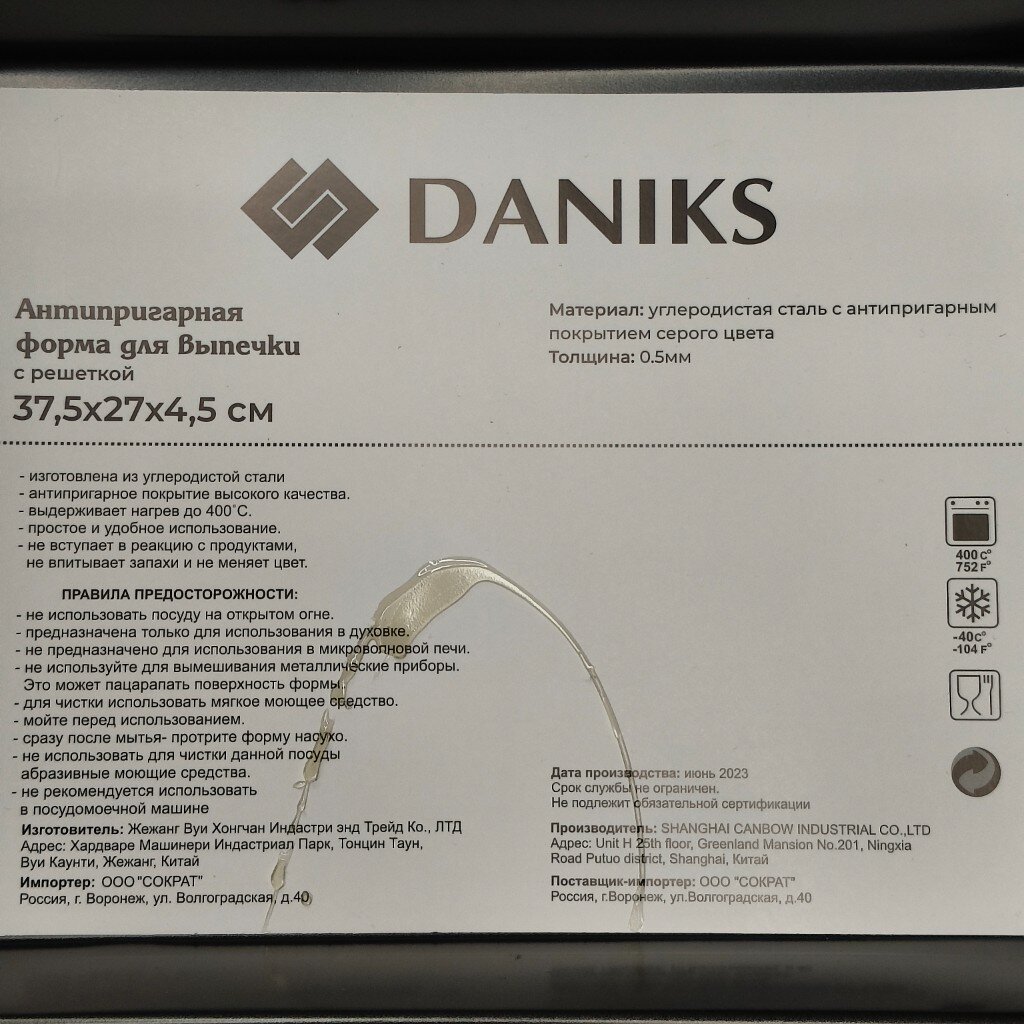 DANIKS
Антипригарная
форма для выпечки
с решеткой
37,5х27х4,5 см
Материал: углеродистая сталь с антипригарным
покрытием серого цвета
Толщина: 0.5мм
- изготовлена из углеродистой стали
- антипригарное покрытие высокого качества.
- выдерживает нагрев до 400˚С.
- простое и удобное использование.
- не вступает в реакцию с продуктами,
не впитывает запахи и не меняет цвет.
ПРАВИЛА ПРЕДОСТОРОЖНОСТИ:
- не использовать посуду на открытом огне.
- предназначена только для использования в духовке.
- не предназначено для использования в микроволновой печи.
- не используйте для вымешивания металлические приборы.
Это может пацарапать поверхность формы.
- для чистки использовать мягкое моющее средство.
- мойте перед использованием.
- сразу после мытья- протрите форму насухо.
- не использовать для чистки данной посуды
абразивные моющие средства.
- не рекомендуется использовать
в посудомоечной машине
Изготовитель: Жежанг Вуи Хонгчан Индастри энд Трейд Ко., ЛТД
Адрес: Хардваре Машинери Индастриал Парк, Тонцин Таун,
Вуи Каунти, Жежанг, Китай
Импортер: ООО "СОКРАТ"
Россия, г. Воронеж, ул. Волгоградская, д.40
400 C°
752 F°
-40C°
-104 F°
Дата производства: июнь 2023
Срок службы не ограничен.
Не подлежит обязательной сертификации
Производитель: SHANGHAI CANBOW INDUSTRIAL CO.,LTD
Адрес: Unit H 25th floor, Greenland Mansion No.201, Ningxia
Road Putuo district, Shanghai, Китай
Поставщик-импортер: ООО "СОКРАТ"
Россия, г.Воронеж, ул.Волгоградская, д.40